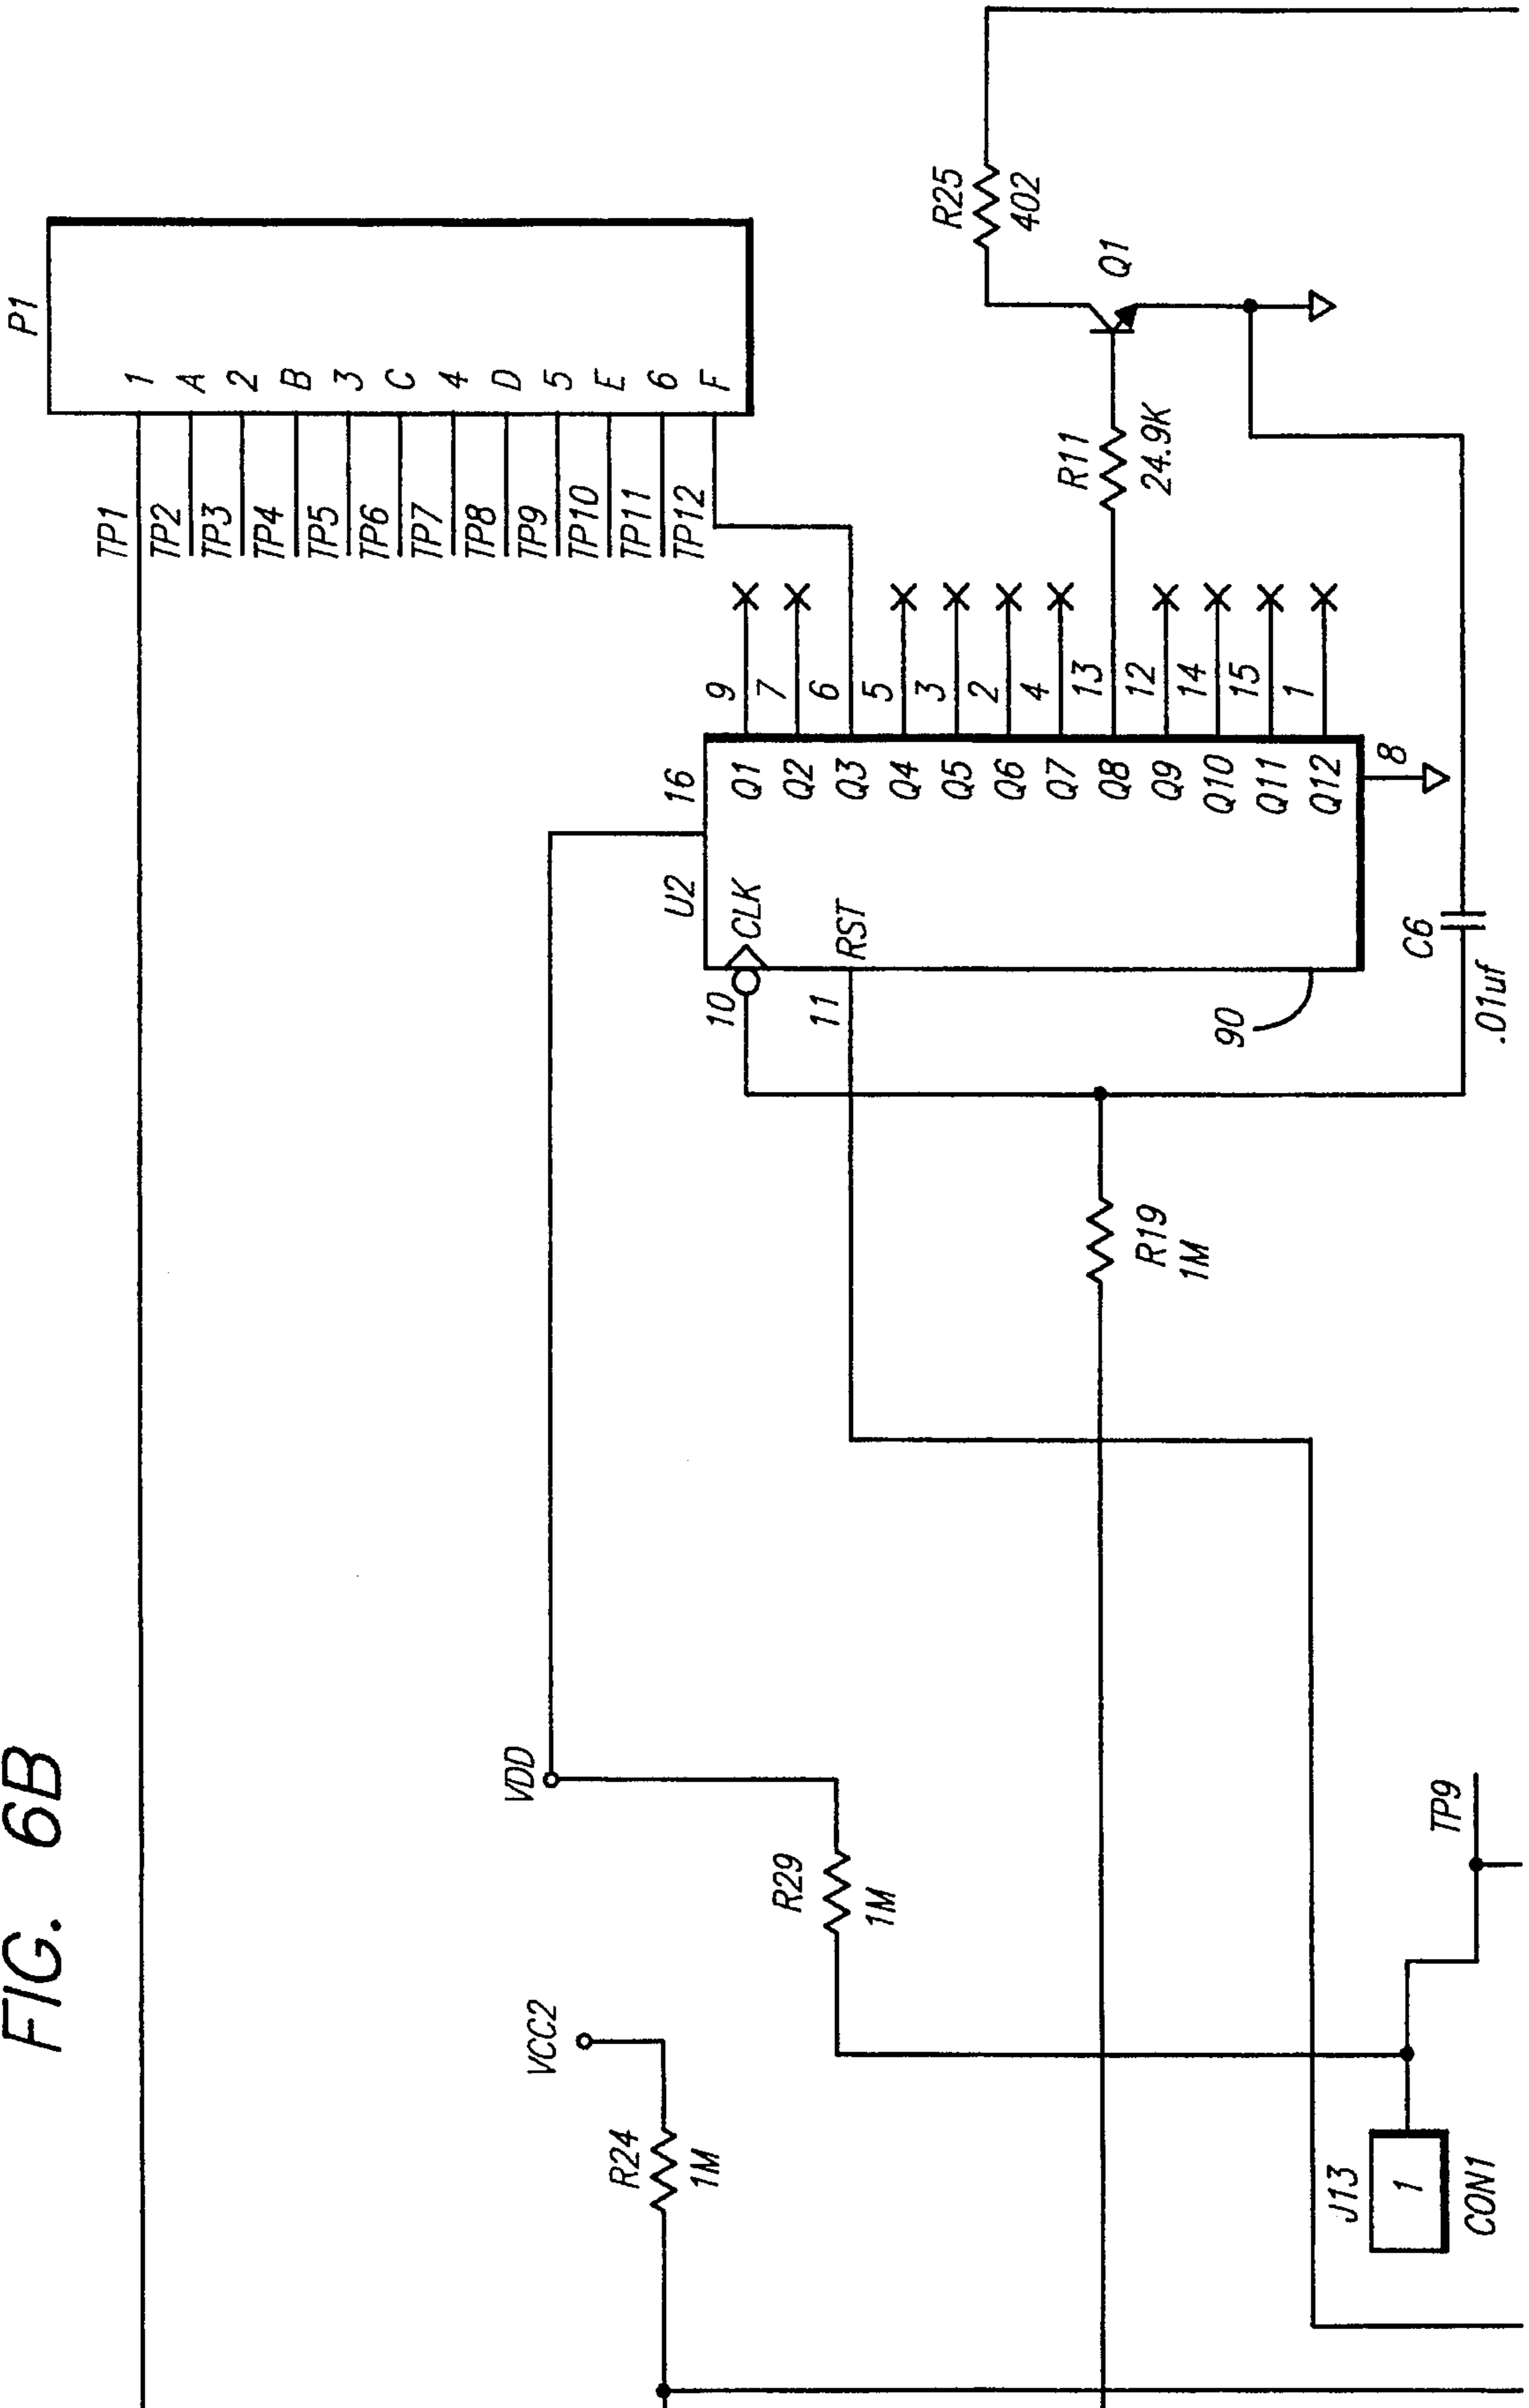 FIG. 6B
P1
TP1 1
TP2 A
TP3 2
TP4 B
TP5 3
TP6 C
TP7 4
TP8 D
TP9 5
TP10 E
TP11 6
TP12 F
VCC2
R24
1M
VDD
R29
1M
U2
16
10
CLK
11
RST
Q1 9
Q2 7
Q3 6
Q4 5
Q5 3
Q6 2
Q7 4
Q8 13
Q9 12
Q10 14
Q11 15
Q12 1
8
90
R25
402
Q1
R11
24.9K
R19
1M
C6
.01uf
J13
1
CON1
TP9